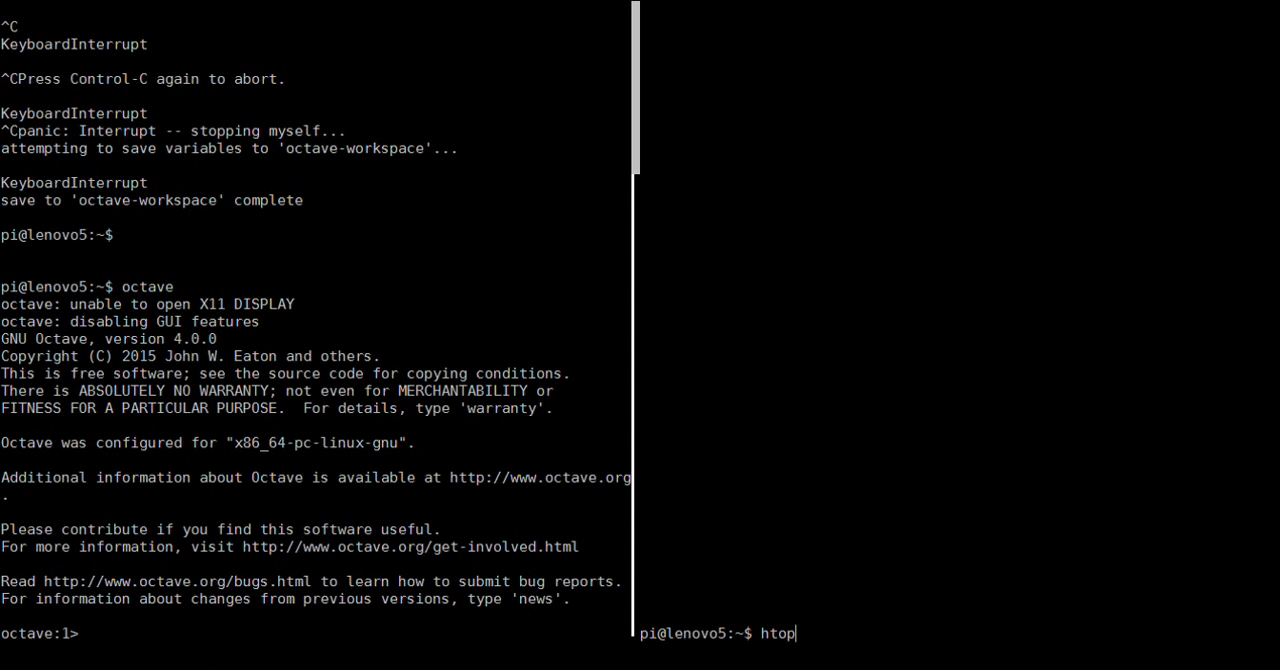 ^C
KeyboardInterrupt
^CPress Control-C again to abort.
KeyboardInterrupt
^Cpanic: Interrupt -- stopping myself...
attempting to save variables to 'octave-workspace'...
KeyboardInterrupt
save to 'octave-workspace' complete
pi@lenovo5:~$
pi@lenovo5:~$ octave
octave: unable to open X11 DISPLAY
octave: disabling GUI features
GNU Octave, version 4.0.0
Copyright (C) 2015 John W. Eaton and others.
This is free software; see the source code for copying conditions.
There is ABSOLUTELY NO WARRANTY; not even for MERCHANTABILITY or
FITNESS FOR A PARTICULAR PURPOSE.  For details, type 'warranty'.
Octave was configured for "x86_64-pc-linux-gnu".
Additional information about Octave is available at http://www.octave.org
.
Please contribute if you find this software useful.
For more information, visit http://www.octave.org/get-involved.html
Read http://www.octave.org/bugs.html to learn how to submit bug reports.
For information about changes from previous versions, type 'news'.
octave:1>
pi@lenovo5:~$ htop